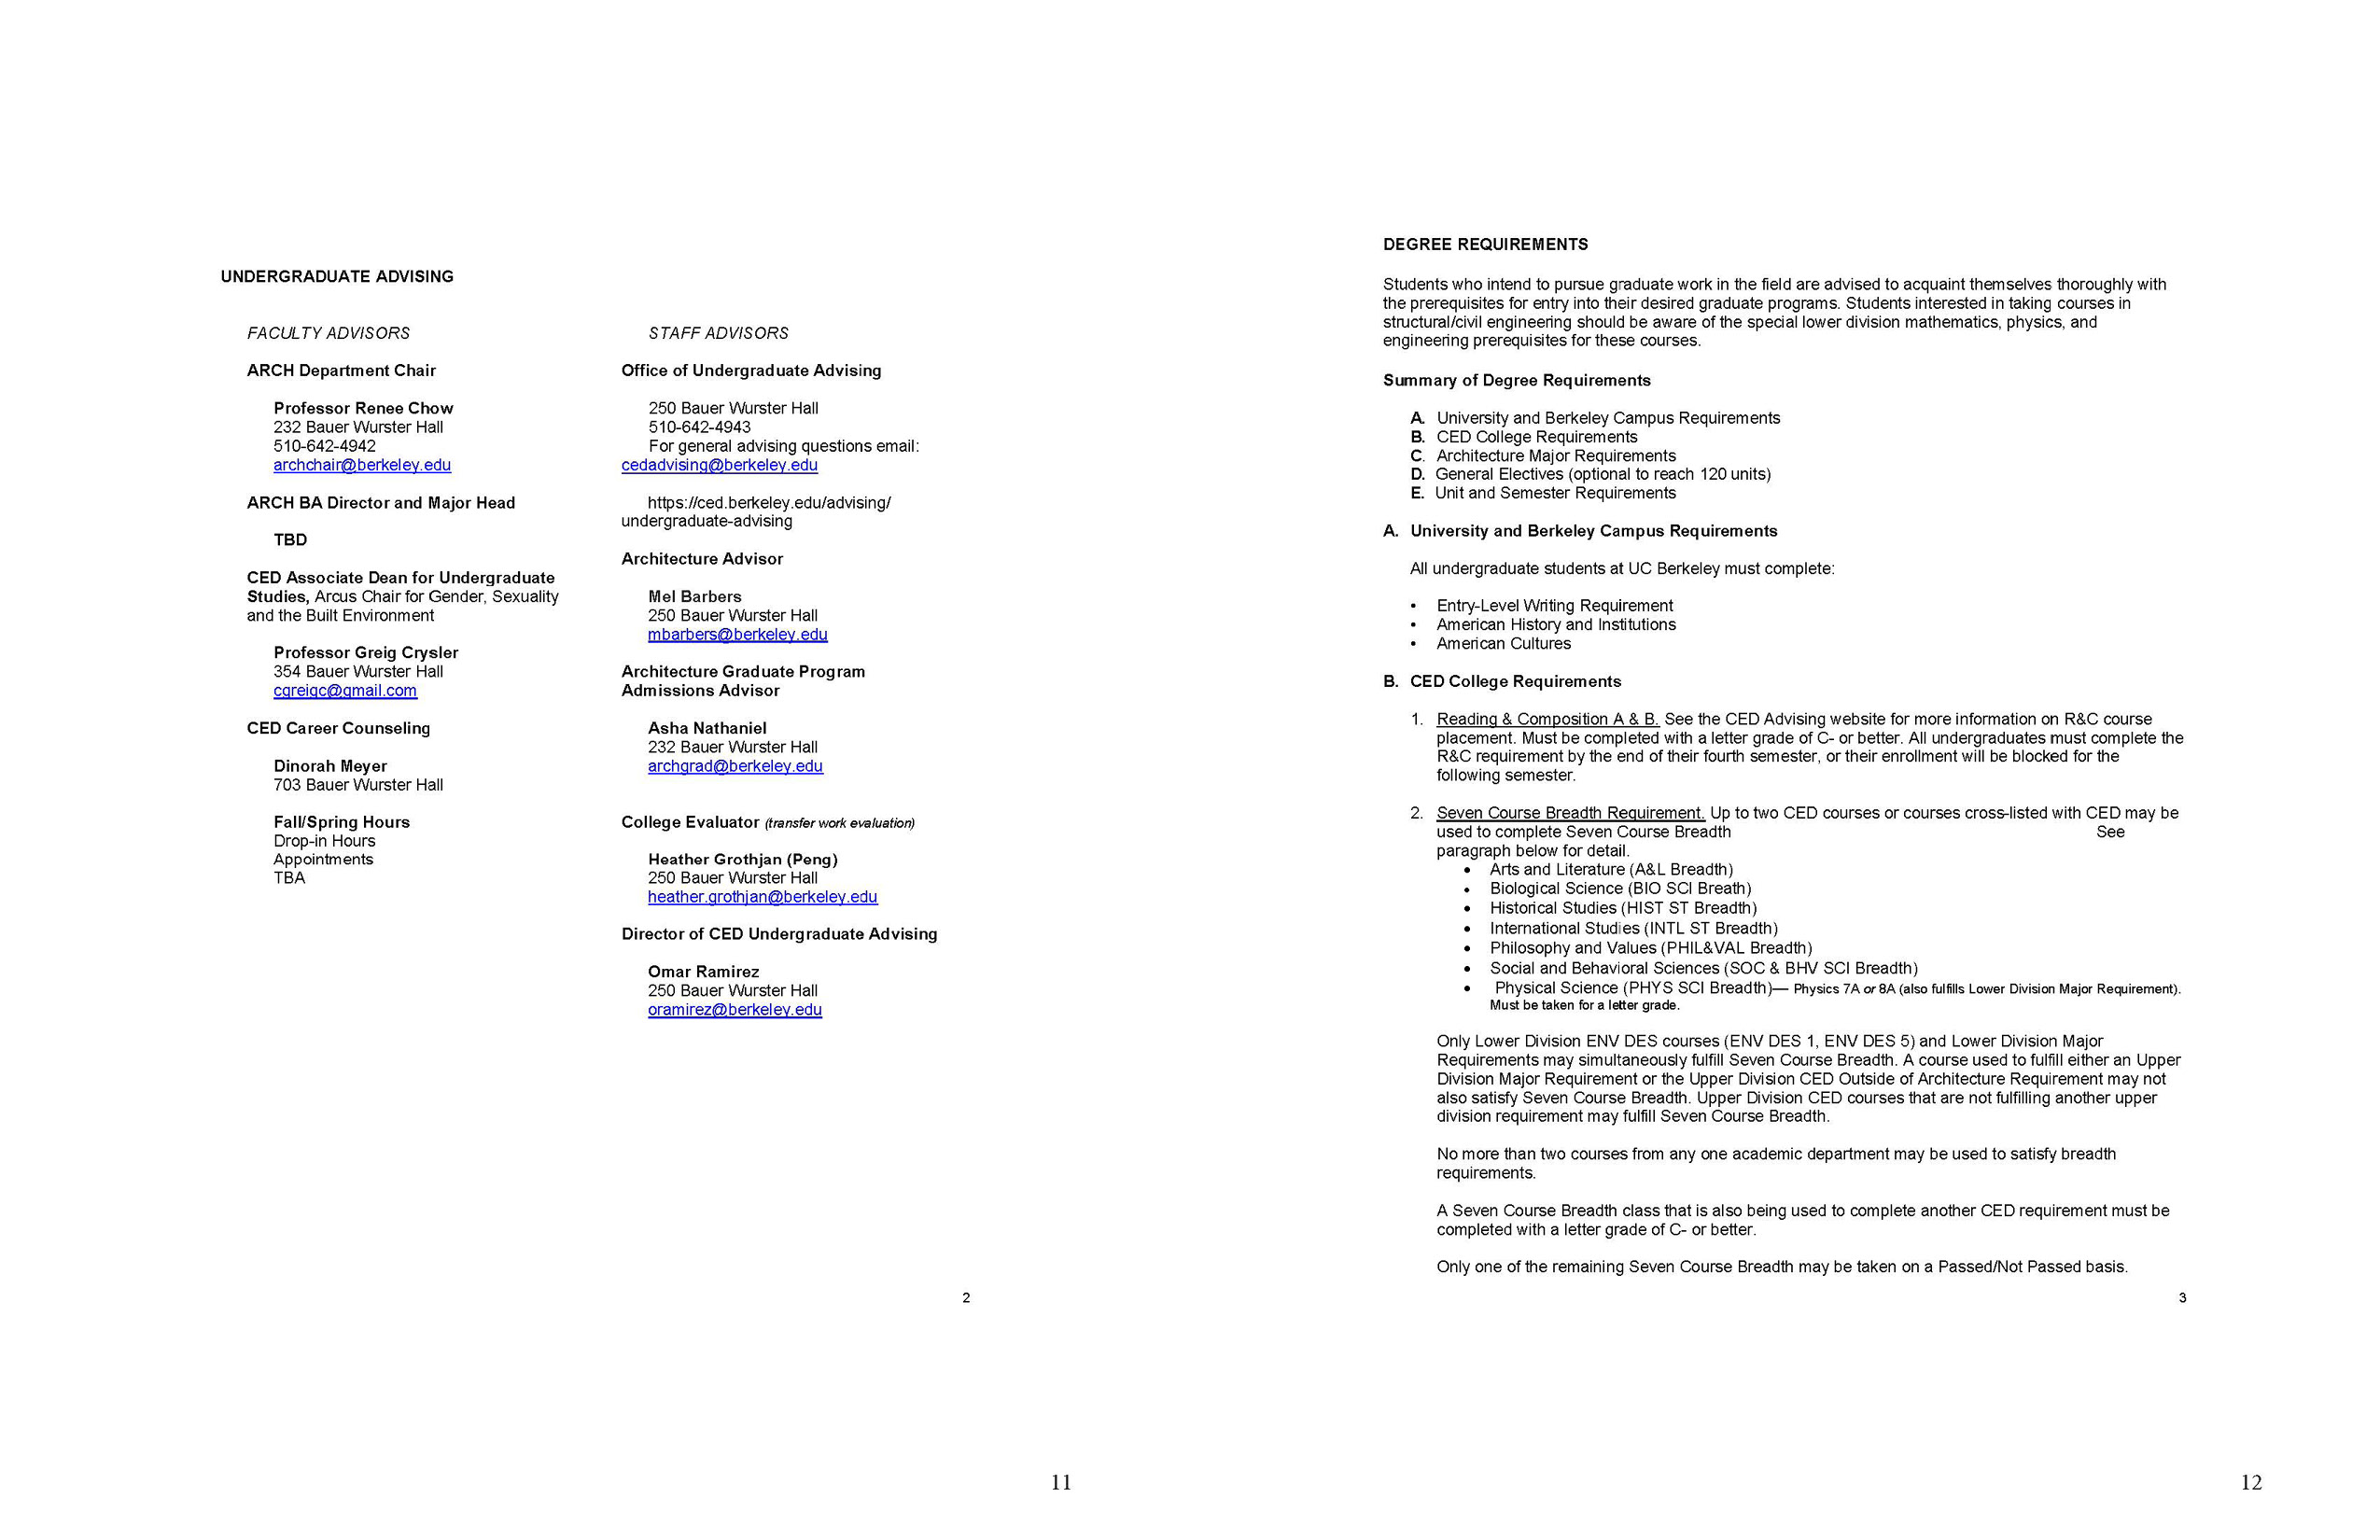 UNDERGRADUATE ADVISING
FACULTY ADVISORS
ARCH Department Chair
Professor Renee Chow
232 Bauer Wurster Hall
510-642-4942
archchair@berkeley.edu
ARCH BA Director and Major Head
TBD
CED Associate Dean for Undergraduate
Studies, Arcus Chair for Gender, Sexuality
and the Built Environment
Professor Greig Crysler
354 Bauer Wurster Hall
cgreigc@gmail.com
CED Career Counseling
Dinorah Meyer
703 Bauer Wurster Hall
Fall/Spring Hours
Drop-in Hours
Appointments
TBA
STAFF ADVISORS
Office of Undergraduate Advising
250 Bauer Wurster Hall
510-642-4943
For general advising questions email:
cedadvising@berkeley.edu
https://ced.berkeley.edu/advising/
undergraduate-advising
Architecture Advisor
Mel Barbers
250 Bauer Wurster Hall
mbarbers@berkeley.edu
Architecture Graduate Program
Admissions Advisor
Asha Nathaniel
232 Bauer Wurster Hall
archgrad@berkeley.edu
College Evaluator (transfer work evaluation)
Heather Grothjan (Peng)
250 Bauer Wurster Hall
heather.grothjan@berkeley.edu
Director of CED Undergraduate Advising
Omar Ramirez
250 Bauer Wurster Hall
oramirez@berkeley.edu
2
11
DEGREE REQUIREMENTS
Students who intend to pursue graduate work in the field are advised to acquaint themselves thoroughly with
the prerequisites for entry into their desired graduate programs. Students interested in taking courses in
structural/civil engineering should be aware of the special lower division mathematics, physics, and
engineering prerequisites for these courses.
Summary of Degree Requirements
A. University and Berkeley Campus Requirements
B. CED College Requirements
C. Architecture Major Requirements
D. General Electives (optional to reach 120 units)
E. Unit and Semester Requirements
A. University and Berkeley Campus Requirements
All undergraduate students at UC Berkeley must complete:
• Entry-Level Writing Requirement
• American History and Institutions
• American Cultures
B. CED College Requirements
1. Reading & Composition A & B. See the CED Advising website for more information on R&C course
placement. Must be completed with a letter grade of C- or better. All undergraduates must complete the
R&C requirement by the end of their fourth semester, or their enrollment will be blocked for the
following semester.
2. Seven Course Breadth Requirement. Up to two CED courses or courses cross-listed with CED may be
used to complete Seven Course Breadth See
paragraph below for detail.
• Arts and Literature (A&L Breadth)
• Biological Science (BIO SCI Breath)
• Historical Studies (HIST ST Breadth)
• International Studies (INTL ST Breadth)
• Philosophy and Values (PHIL&VAL Breadth)
• Social and Behavioral Sciences (SOC & BHV SCI Breadth)
• Physical Science (PHYS SCI Breadth)— Physics 7A or 8A (also fulfills Lower Division Major Requirement).
Must be taken for a letter grade.
Only Lower Division ENV DES courses (ENV DES 1, ENV DES 5) and Lower Division Major
Requirements may simultaneously fulfill Seven Course Breadth. A course used to fulfill either an Upper
Division Major Requirement or the Upper Division CED Outside of Architecture Requirement may not
also satisfy Seven Course Breadth. Upper Division CED courses that are not fulfilling another upper
division requirement may fulfill Seven Course Breadth.
No more than two courses from any one academic department may be used to satisfy breadth
requirements.
A Seven Course Breadth class that is also being used to complete another CED requirement must be
completed with a letter grade of C- or better.
Only one of the remaining Seven Course Breadth may be taken on a Passed/Not Passed basis.
3
12